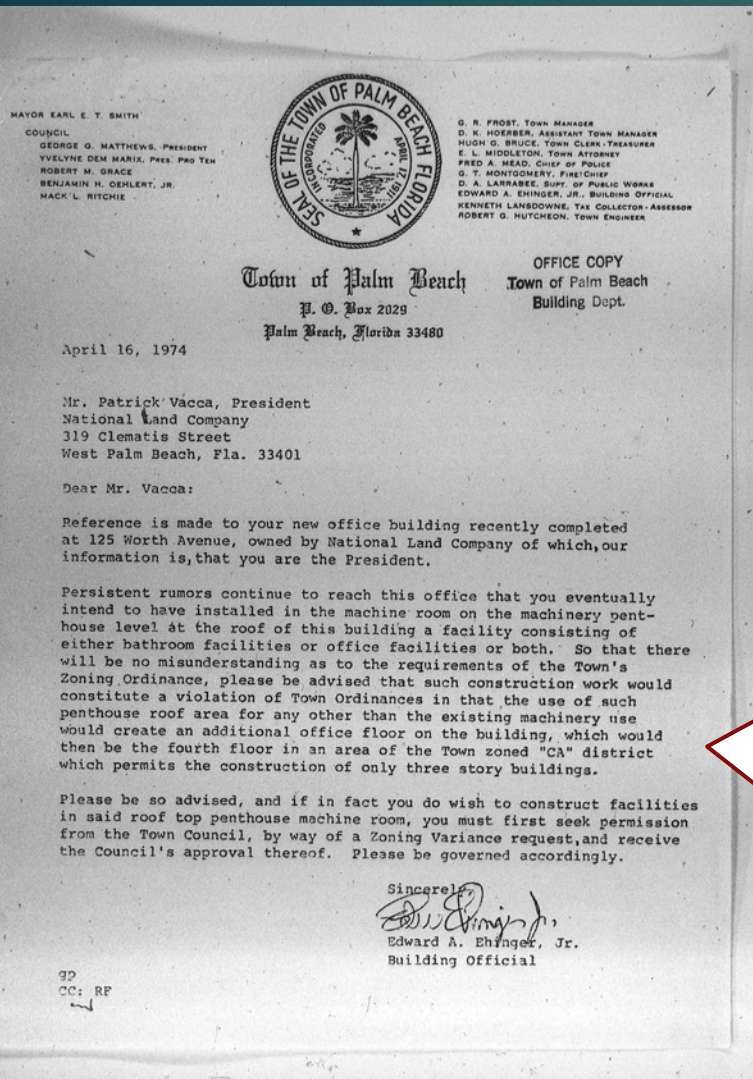 MAYOR EARL E. T. SMITH
COUNCIL
GEORGE G. MATTHEWS, PRESIDENT
YVELYNE DEM MARIX, PRES. PRO TEM
ROBERT M. GRACE
BENJAMIN H. OEHLERT, JR.
MACK L. RITCHIE
SEAL OF THE TOWN OF PALM BEACH FLORIDA
INCORPORATED APRIL 17, 1911
G. R. FROST, TOWN MANAGER
D. K. HOERBER, ASSISTANT TOWN MANAGER
HUGH G. BRUCE, TOWN CLERK-TREASURER
E. L. MIDDLETON, TOWN ATTORNEY
FRED A. MEAD, CHIEF OF POLICE
G. T. MONTGOMERY, FIRE CHIEF
D. A. LARRABEE, SUPT. OF PUBLIC WORKS
EDWARD A. EHINGER, JR., BUILDING OFFICIAL
KENNETH LANSDOWNE, TAX COLLECTOR-ASSESSOR
ROBERT G. HUTCHEON, TOWN ENGINEER
Town of Palm Beach
P. O. Box 2029
Palm Beach, Florida 33480
OFFICE COPY
Town of Palm Beach
Building Dept.
April 16, 1974
Mr. Patrick Vacca, President
National Land Company
319 Clematis Street
West Palm Beach, Fla. 33401
Dear Mr. Vacca:
Reference is made to your new office building recently completed
at 125 Worth Avenue, owned by National Land Company of which, our
information is, that you are the President.
Persistent rumors continue to reach this office that you eventually
intend to have installed in the machine room on the machinery pent-
house level at the roof of this building a facility consisting of
either bathroom facilities or office facilities or both. So that there
will be no misunderstanding as to the requirements of the Town's
Zoning Ordinance, please be advised that such construction work would
constitute a violation of Town Ordinances in that the use of such
penthouse roof area for any other than the existing machinery use
would create an additional office floor on the building, which would
then be the fourth floor in an area of the Town zoned "CA" district
which permits the construction of only three story buildings.
Please be so advised, and if in fact you do wish to construct facilities
in said roof top penthouse machine room, you must first seek permission
from the Town Council, by way of a Zoning Variance request, and receive
the Council's approval thereof. Please be governed accordingly.
Sincerely,
Edward A. Ehinger, Jr.
Building Official
gp
CC: RF